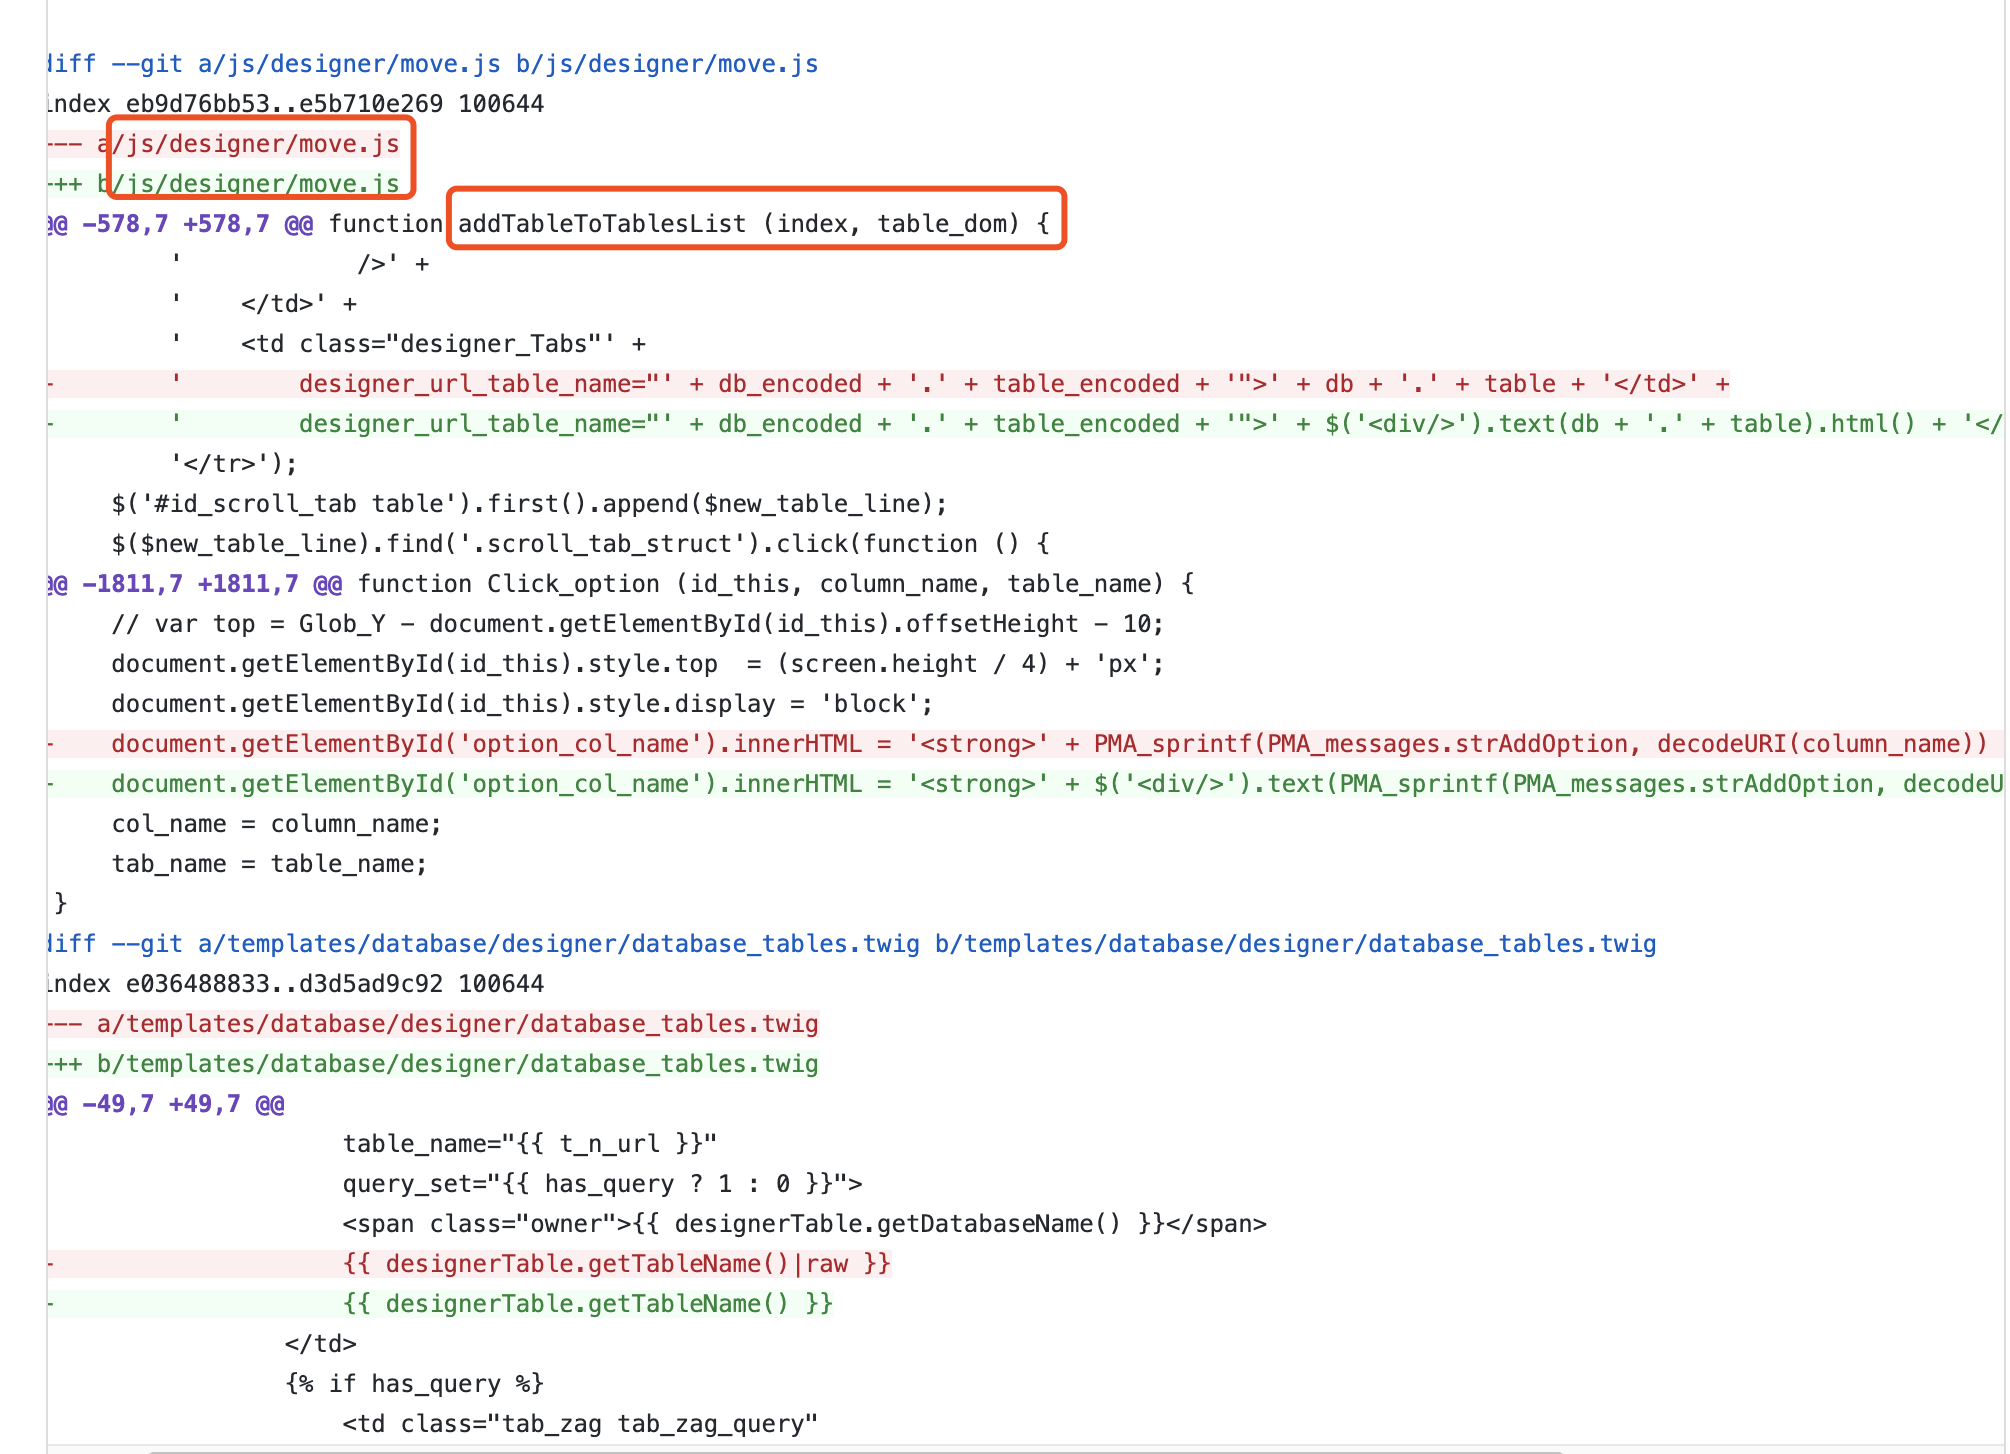 diff --git a/js/designer/move.js b/js/designer/move.js
index eb9d76bb53..e5b710e269 100644
--- a/js/designer/move.js
+++ b/js/designer/move.js
@@ -578,7 +578,7 @@ function addTableToTablesList (index, table_dom) {
        '            />' +
        '    </td>' +
        '    <td class="designer_Tabs"' +
-        '        designer_url_table_name="' + db_encoded + '.' + table_encoded + '">' + db + '.' + table + '</td>' +
-        '        designer_url_table_name="' + db_encoded + '.' + table_encoded + '">' + $('<div/>').text(db + '.' + table).html() + '</
        '</tr>');
    $('#id_scroll_tab table').first().append($new_table_line);
    $($new_table_line).find('.scroll_tab_struct').click(function () {
@@ -1811,7 +1811,7 @@ function Click_option (id_this, column_name, table_name) {
    // var top = Glob_Y - document.getElementById(id_this).offsetHeight - 10;
    document.getElementById(id_this).style.top  = (screen.height / 4) + 'px';
    document.getElementById(id_this).style.display = 'block';
-    document.getElementById('option_col_name').innerHTML = '<strong>' + PMA_sprintf(PMA_messages.strAddOption, decodeURI(column_name))
-    document.getElementById('option_col_name').innerHTML = '<strong>' + $('<div/>').text(PMA_sprintf(PMA_messages.strAddOption, decodeU
    col_name = column_name;
    tab_name = table_name;
}
diff --git a/templates/database/designer/database_tables.twig b/templates/database/designer/database_tables.twig
index e036488833..d3d5ad9c92 100644
--- a/templates/database/designer/database_tables.twig
+++ b/templates/database/designer/database_tables.twig
@@ -49,7 +49,7 @@
                    table_name="{{ t_n_url }}"
                    query_set="{{ has_query ? 1 : 0 }}">
                    <span class="owner">{{ designerTable.getDatabaseName() }}</span>
-                    {{ designerTable.getTableName()|raw }}
-                    {{ designerTable.getTableName() }}
                </td>
                {% if has_query %}
                    <td class="tab_zag tab_zag_query"